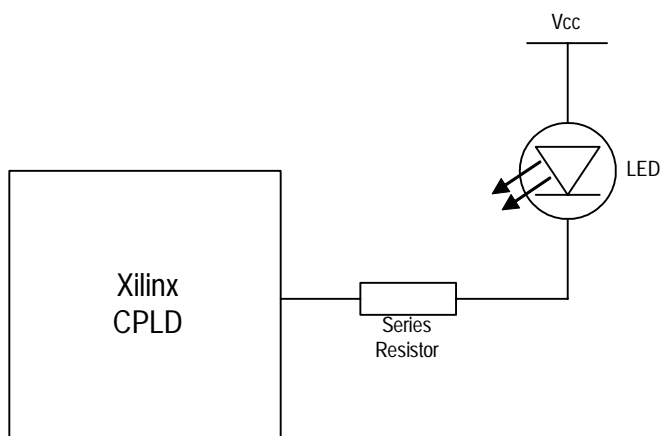 Vcc
LED
Xilinx
CPLD
Series
Resistor